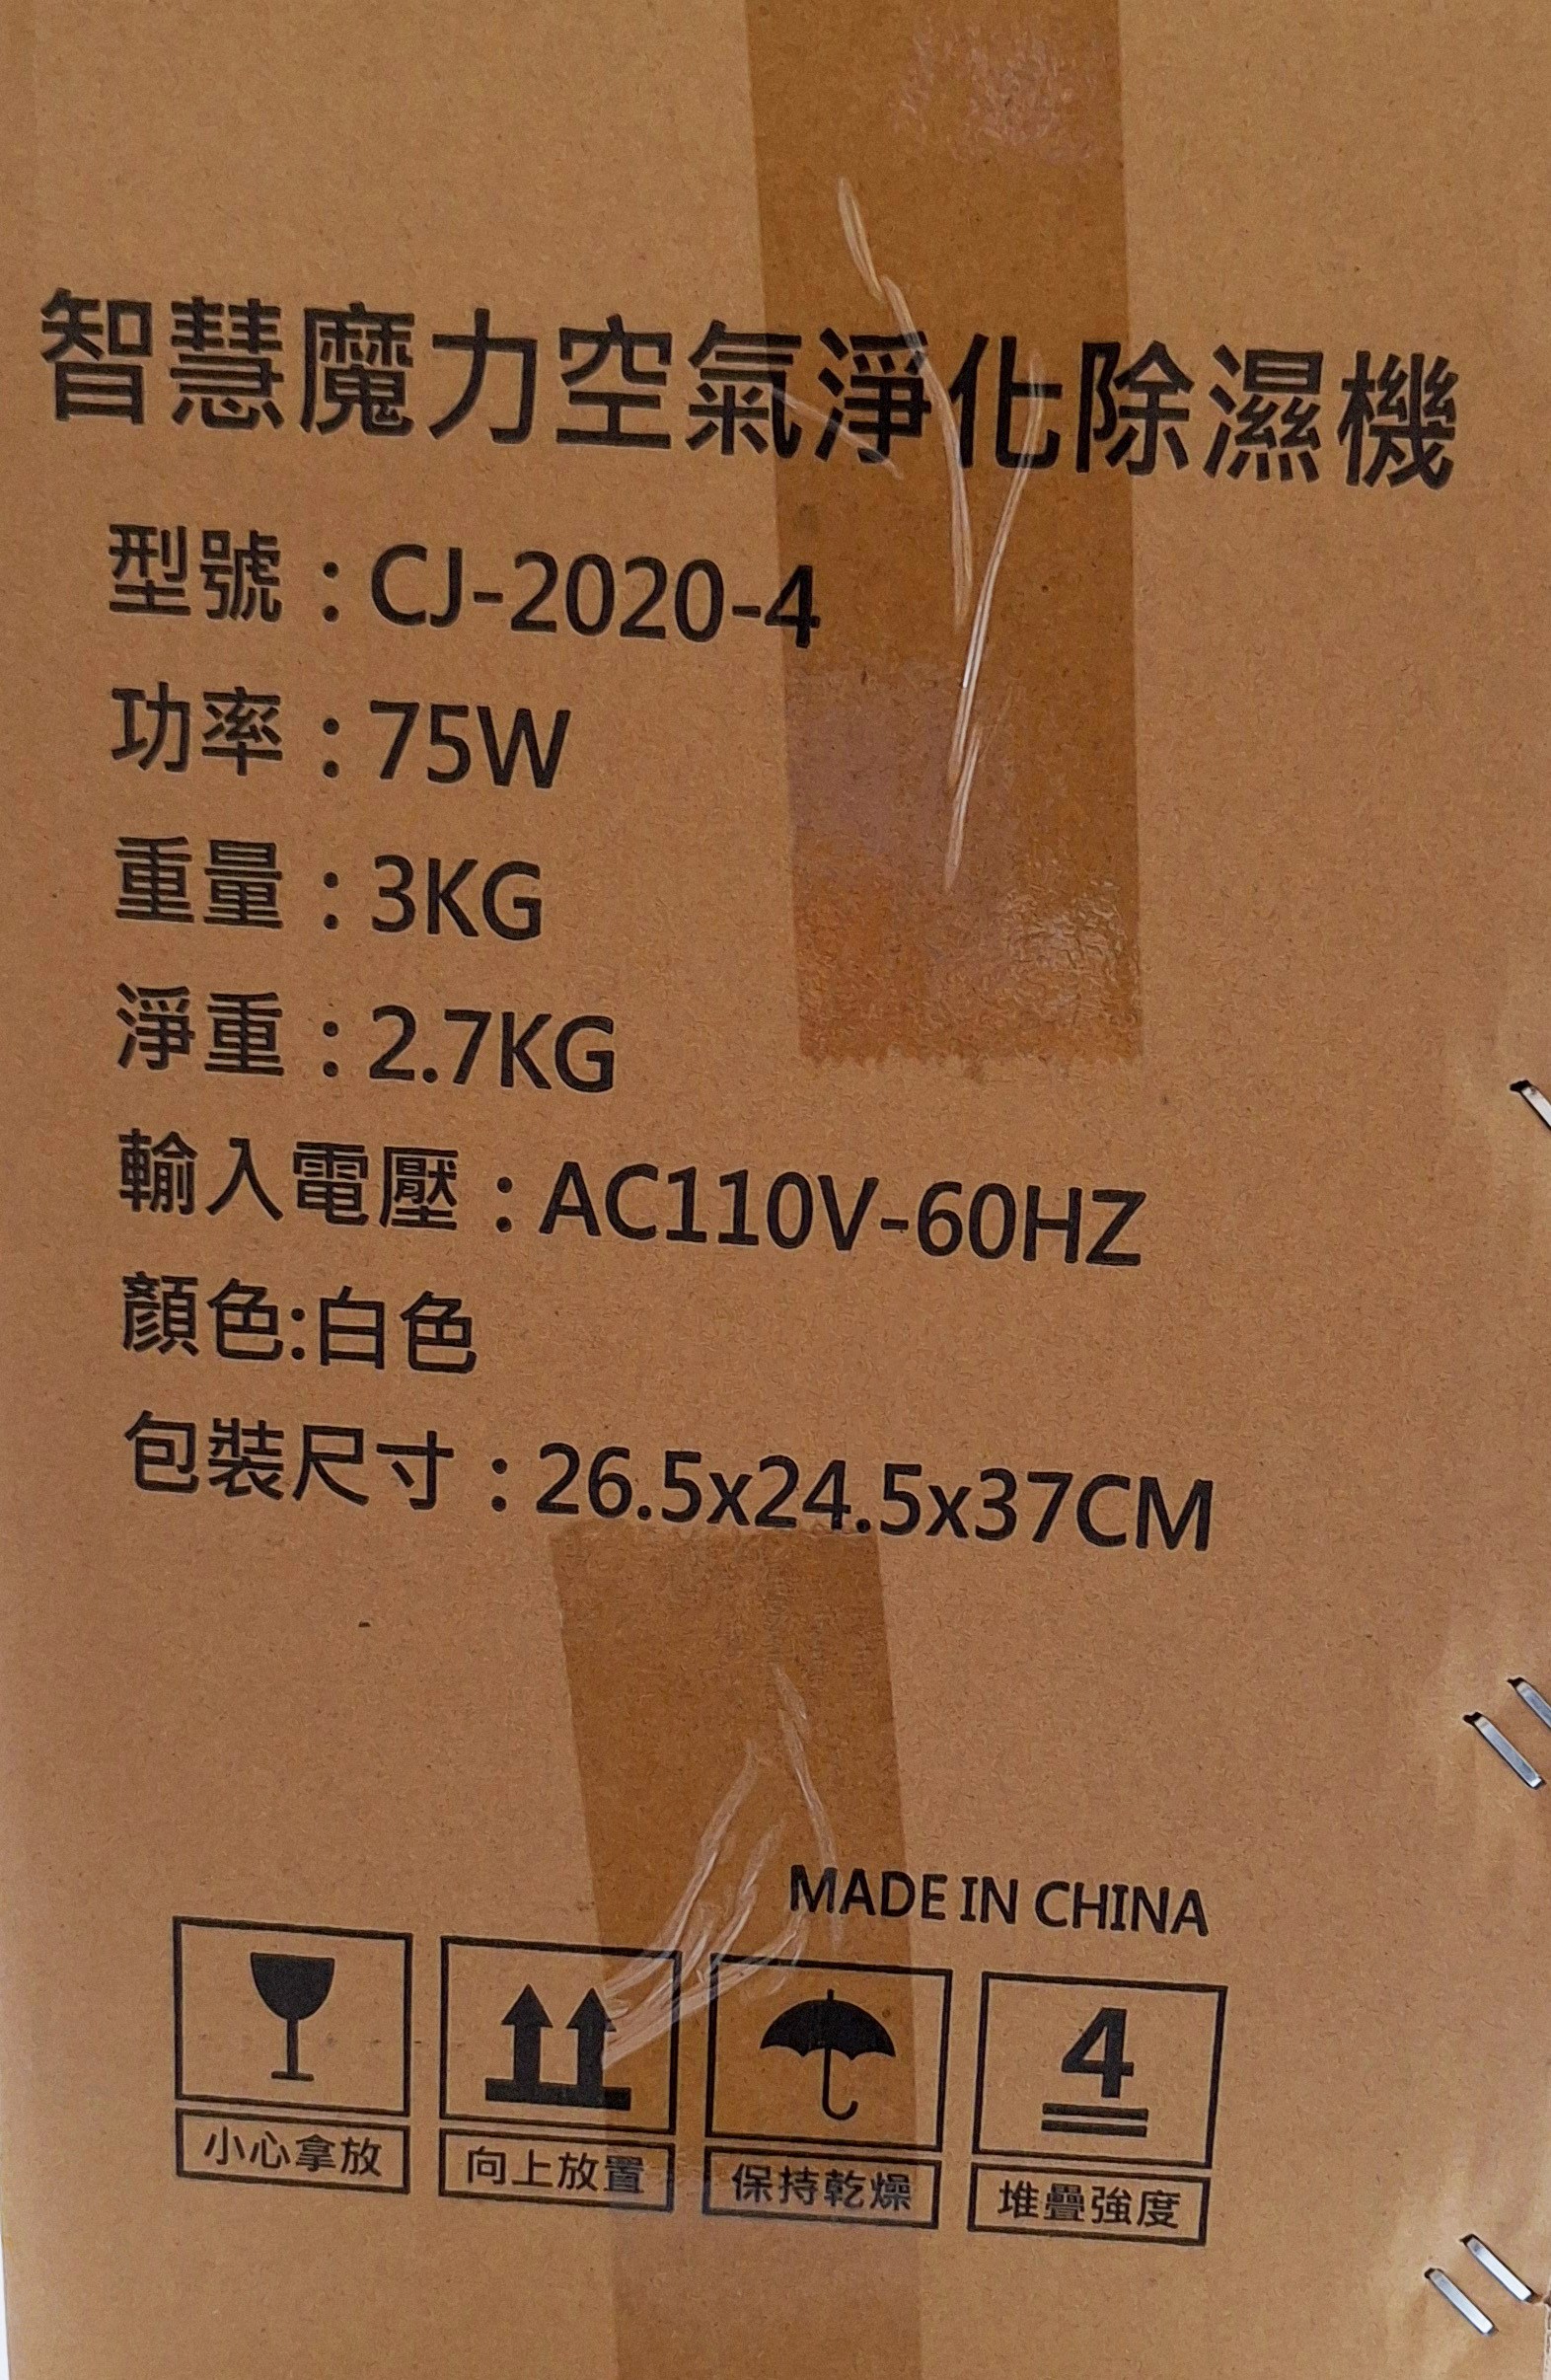 智慧魔力空氣淨化除濕機
型號：CJ-2020-4
功率：75W
重量：3KG
淨重：2.7KG
輸入電壓：AC110V-60HZ
顏色:白色
包裝尺寸：26.5x24.5x37CM
MADE IN CHINA
4
小心拿放 向上放置 保持乾燥 堆疊強度